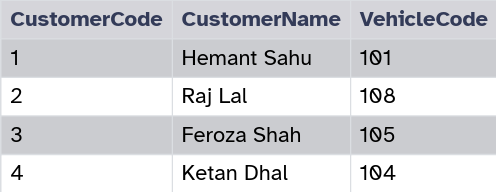 CustomerCode CustomerName VehicleCode
1 Hemant Sahu 101
2 Raj Lal 108
3 Feroza Shah 105
4 Ketan Dhal 104